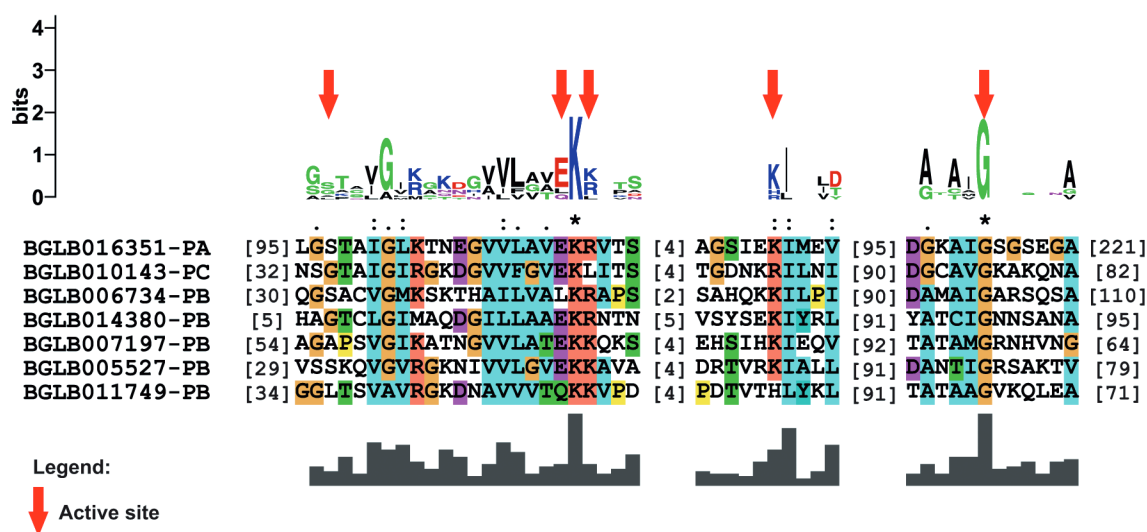 4
3
2
1
0
bits
. : : : : : . * : : : . *
BGLB016351-PA [95] LGSTAIGLKTNEGVVLAVEKRVTS [4] AGSIEKIMEV [95] DGKAIGSGSEGA [221]
BGLB010143-PC [32] NSGTAIGIRGKDGVVFGVEKLITS [4] TGDNKRILNI [90] DGCAVGKAKQNA [82]
BGLB006734-PB [30] QGSACVGMKSKTHAILVALKRAPS [2] SAHQKKILPI [90] DAMAIGARSQSA [110]
BGLB014380-PB [5] HAGTCLGIMAQDGILLAAEKRNTN [5] VSYSEKIYRL [91] YATCIGNNSANA [95]
BGLB007197-PB [54] AGAPSVGIKATNGVVLATEKKQKS [4] EHSIHKIEQV [92] TATAMGRNHVNG [64]
BGLB005527-PB [29] VSSKQVGVRGKNIVVLGVEKKAVA [4] DRTVRKIALL [91] DANTIGRSAKTV [79]
BGLB011749-PB [34] GGLTSVAVRGKDNAVVVTQKKVPD [4] PDTVTHLYKL [91] TATAAGVKQLEA [71]
Legend:
Active site